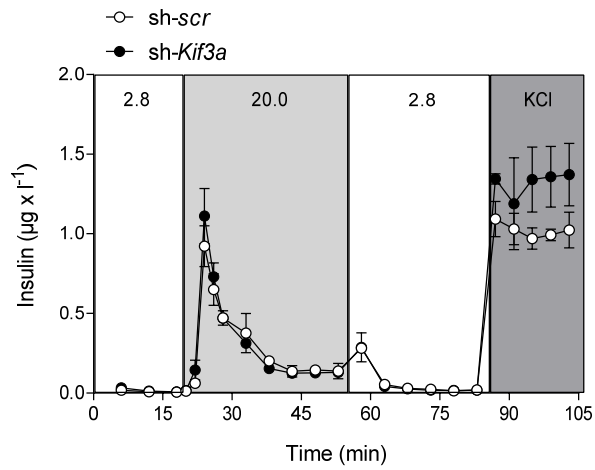 sh-scr
sh-Kif3a
2.8 20.0 2.8 KCl
Insulin (µg x l⁻¹)
2.0
1.5
1.0
0.5
0.0
0 15 30 45 60 75 90 105
Time (min)